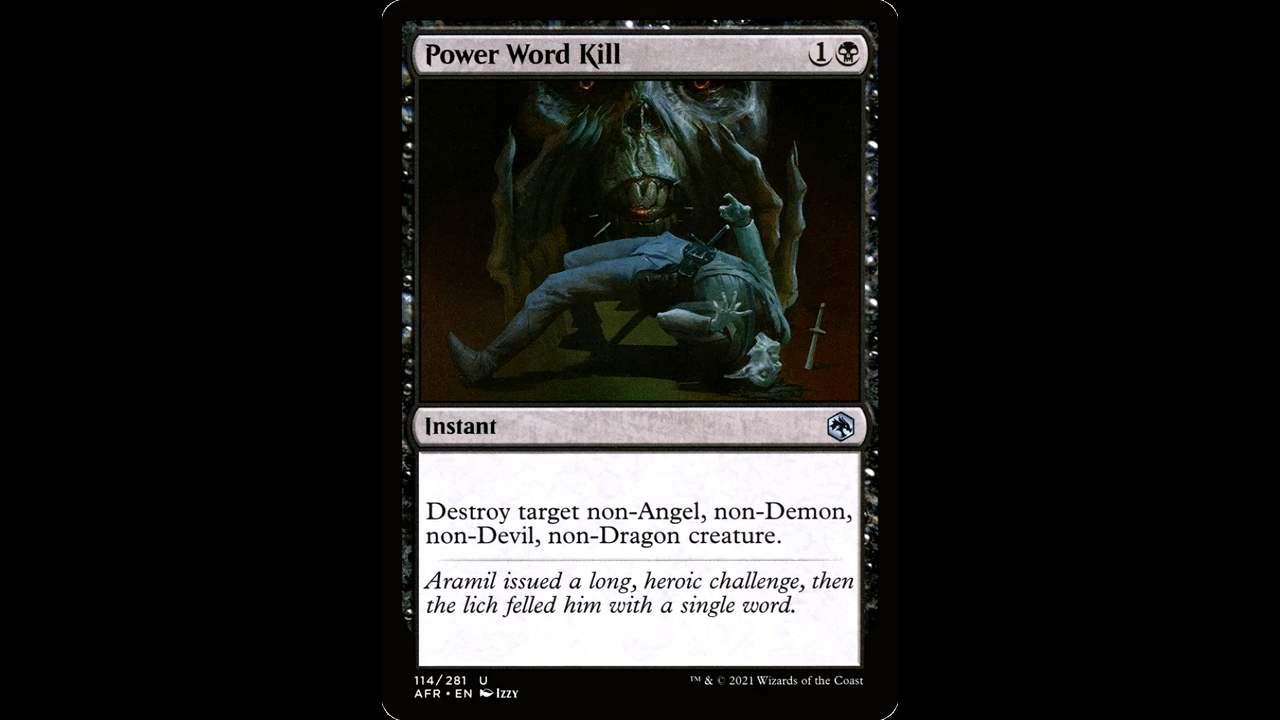 Power Word Kill 1
Instant
Destroy target non-Angel, non-Demon,
non-Devil, non-Dragon creature.
Aramil issued a long, heroic challenge, then
the lich felled him with a single word.
114/281 U
AFR • EN Izzy
™ & © 2021 Wizards of the Coast